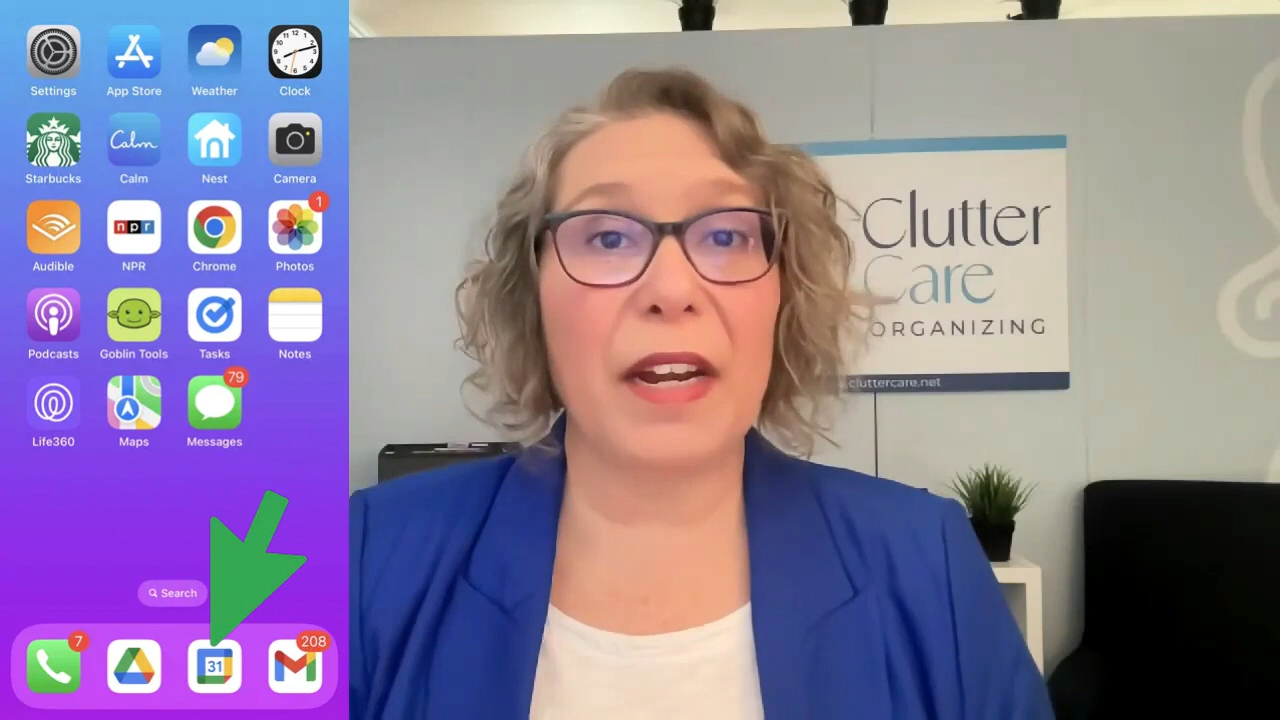 Settings
App Store
Weather
Clock
Starbucks
Calm
Calm
Nest
Camera
Audible
npr
NPR
Chrome
1
Photos
Podcasts
Goblin Tools
Tasks
Notes
Life360
Maps
79
Messages
Search
7
31
208
Clutter
Care
ORGANIZING
cluttercare.net